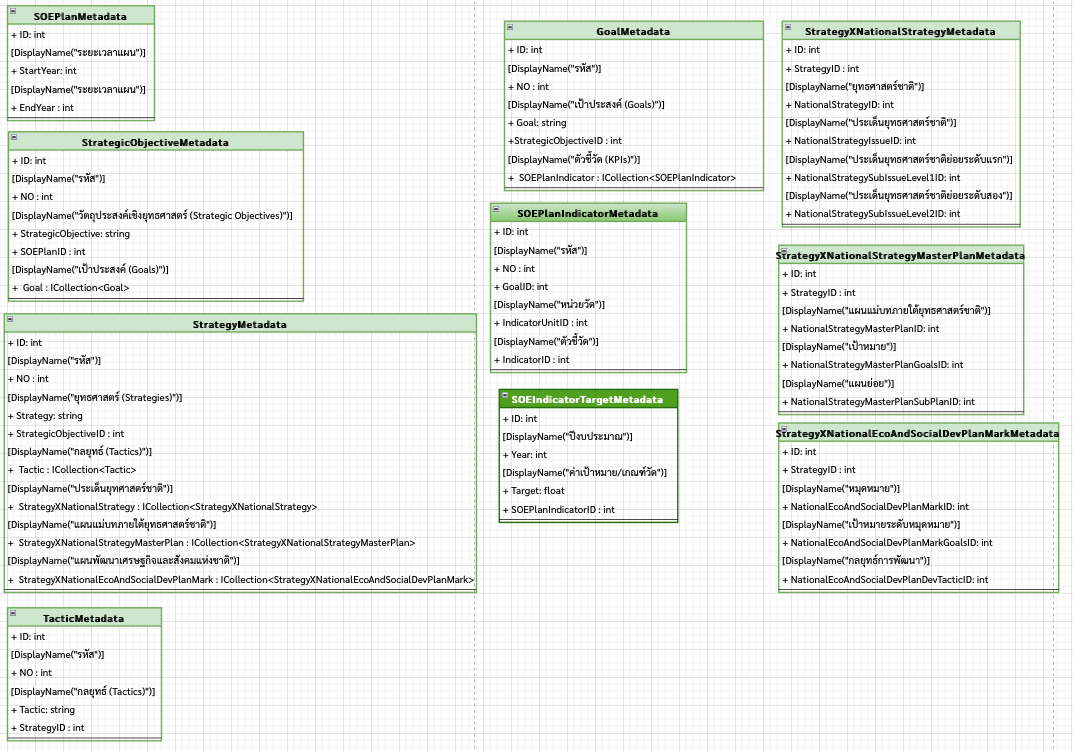 SOEPlanMetadata
+ ID: int
[DisplayName("ระยะเวลาแผน")]
+ StartYear: int
[DisplayName("ระยะเวลาแผน")]
+ EndYear : int
StrategicObjectiveMetadata
+ ID: int
[DisplayName("รหัส")]
+ NO : int
[DisplayName("วัตถุประสงค์เชิงยุทธศาสตร์ (Strategic Objectives)")]
+ StrategicObjective: string
+ SOEPlanID : int
[DisplayName("เป้าประสงค์ (Goals)")]
+ Goal : ICollection<Goal>
StrategyMetadata
+ ID: int
[DisplayName("รหัส")]
+ NO : int
[DisplayName("ยุทธศาสตร์ (Strategies)")]
+ Strategy: string
+ StrategicObjectiveID : int
[DisplayName("กลยุทธ์ (Tactics)")]
+ Tactic : ICollection<Tactic>
[DisplayName("ประเด็นยุทศาสตร์ชาติ")]
+ StrategyXNationalStrategy : ICollection<StrategyXNationalStrategy>
[DisplayName("แผนแม่บทภายใต้ยุทธศาสตร์ชาติ")]
+ StrategyXNationalStrategyMasterPlan : ICollection<StrategyXNationalStrategyMasterPlan>
[DisplayName("แผนพัฒนาเศรษฐกิจและสังคมแห่งชาติ")]
+ StrategyXNationalEcoAndSocialDevPlanMark : ICollection<StrategyXNationalEcoAndSocialDevPlanMark>
TacticMetadata
+ ID: int
[DisplayName("รหัส")]
+ NO : int
[DisplayName("กลยุทธ์ (Tactics)")]
+ Tactic: string
+ StrategyID : int
GoalMetadata
+ ID: int
[DisplayName("รหัส")]
+ NO : int
[DisplayName("เป้าประสงค์ (Goals)")]
+ Goal: string
+StrategicObjectiveID : int
[DisplayName("ตัวชี้วัด (KPIs)")]
+ SOEPlanIndicator : ICollection<SOEPlanIndicator>
SOEPlanIndicatorMetadata
+ ID: int
[DisplayName("รหัส")]
+ NO : int
+ GoalID: int
[DisplayName("หน่วยวัด")]
+ IndicatorUnitID : int
[DisplayName("ตัวชี้วัด")]
+ IndicatorID : int
SOEIndicatorTargetMetadata
+ ID: int
[DisplayName("ปีงบประมาณ")]
+ Year: int
[DisplayName("ค่าเป้าหมาย/เกณฑ์วัด")]
+ Target: float
+ SOEPlanIndicatorID : int
StrategyXNationalStrategyMetadata
+ ID: int
+ StrategyID : int
[DisplayName("ยุทธศาสตร์ชาติ")]
+ NationalStrategyID: int
[DisplayName("ประเด็นยุทธศาสตร์ชาติ")]
+ NationalStrategyIssueID: int
[DisplayName("ประเด็นยุทธศาสตร์ชาติย่อยระดับแรก")]
+ NationalStrategySubIssueLevel1ID: int
[DisplayName("ประเด็นยุทธศาสตร์ชาติย่อยระดับสอง")]
+ NationalStrategySubIssueLevel2ID: int
StrategyXNationalStrategyMasterPlanMetadata
+ ID: int
+ StrategyID : int
[DisplayName("แผนแม่บทภายใต้ยุทธศาสตร์ชาติ")]
+ NationalStrategyMasterPlanID: int
[DisplayName("เป้าหมาย")]
+ NationalStrategyMasterPlanGoalsID: int
[DisplayName("แผนย่อย")]
+ NationalStrategyMasterPlanSubPlanID: int
StrategyXNationalEcoAndSocialDevPlanMarkMetadata
+ ID: int
+ StrategyID : int
[DisplayName("หมุดหมาย")]
+ NationalEcoAndSocialDevPlanMarkID: int
[DisplayName("เป้าหมายระดับหมุดหมาย")]
+ NationalEcoAndSocialDevPlanMarkGoalsID: int
[DisplayName("กลยุทธ์การพัฒนา")]
+ NationalEcoAndSocialDevPlanDevTacticID: int